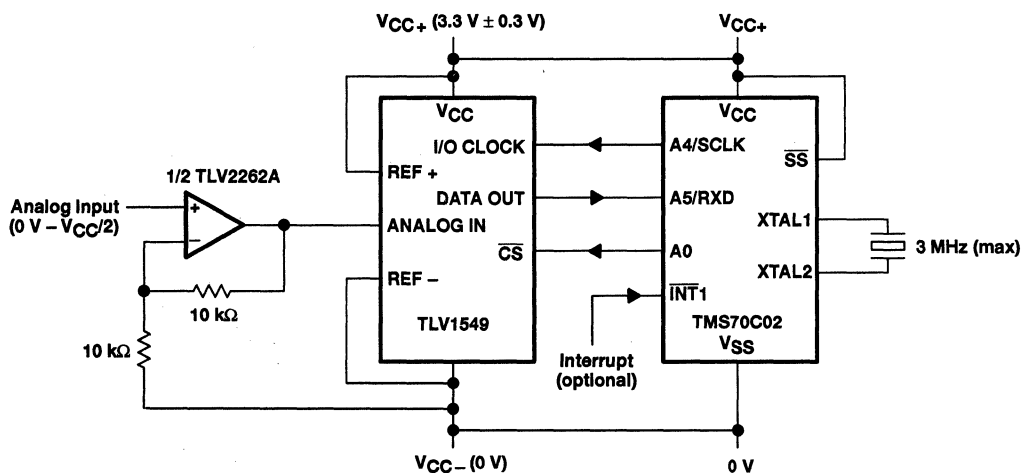 VCC+ (3.3 V ± 0.3 V)
VCC+
VCC
VCC
I/O CLOCK
A4/SCLK
SS
REF +
1/2 TLV2262A
DATA OUT
A5/RXD
Analog Input
(0 V – VCC/2)
+
–
ANALOG IN
XTAL1
3 MHz (max)
CS
A0
XTAL2
REF –
INT1
10 kΩ
TLV1549
TMS70C02
VSS
10 kΩ
Interrupt
(optional)
VCC– (0 V)
0 V